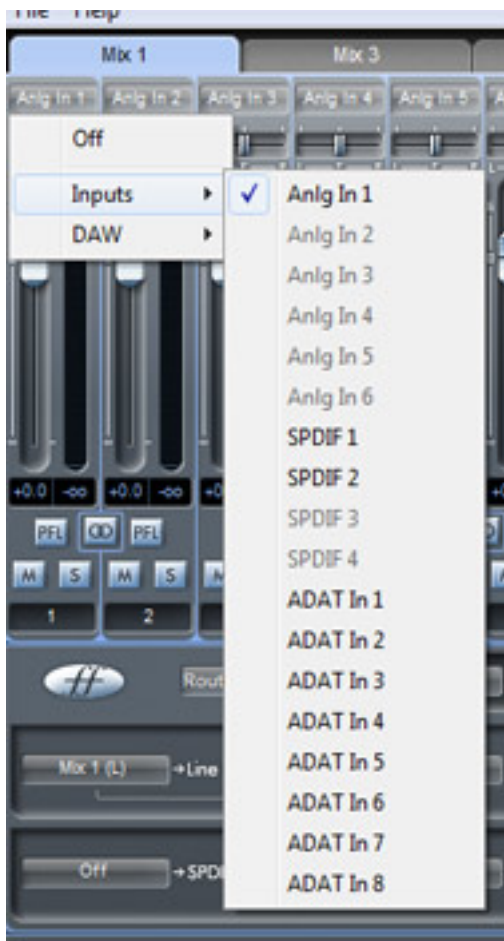 File Help
Mix 1 Mix 3
Anlg In 1 Anlg In 2 Anlg In 3 Anlg In 4 Anlg In 5
Off
Inputs
DAW
Anlg In 1
Anlg In 2
Anlg In 3
Anlg In 4
Anlg In 5
Anlg In 6
SPDIF 1
SPDIF 2
SPDIF 3
SPDIF 4
ADAT In 1
ADAT In 2
ADAT In 3
ADAT In 4
ADAT In 5
ADAT In 6
ADAT In 7
ADAT In 8
+0.0 -∞ +0.0 -∞ +0
PFL PFL
M S M S
1 2
ff Rout
Mix 1 (L) →Line
Off →SPDI